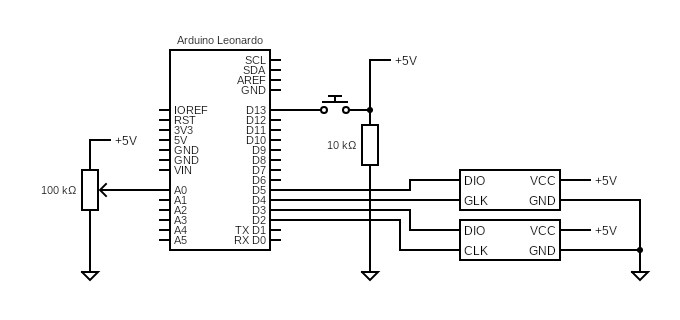 Arduino Leonardo
SCL
+5V
SDA
AREF
GND
IOREF D13
RST D12
3V3 D11
+5V 5V D10
GND D9 10 kΩ
GND D8
VIN D7
D6 DIO VCC +5V
100 kΩ A0 D5
A1 D4 GLK GND
A2 D3
A3 D2
A4 TX D1 DIO VCC +5V
A5 RX D0
CLK GND